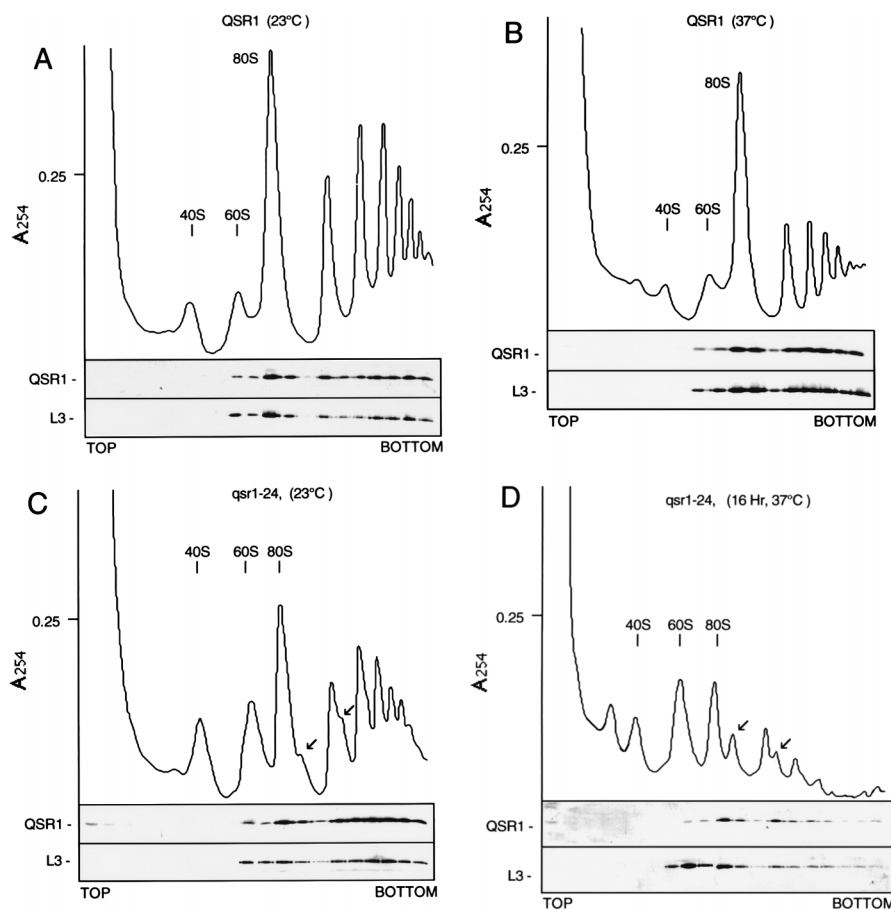 A
QSR1 (23°C)
80S
0.25
40S
60S
A254
QSR1 -
L3 -
TOP
BOTTOM
B
QSR1 (37°C)
80S
0.25
40S
60S
A254
QSR1 -
L3 -
TOP
BOTTOM
C
qsr1-24, (23°C)
40S
60S
80S
0.25
A254
QSR1 -
L3 -
TOP
BOTTOM
D
qsr1-24, (16 Hr, 37°C)
40S
60S
80S
0.25
A254
QSR1 -
L3 -
TOP
BOTTOM